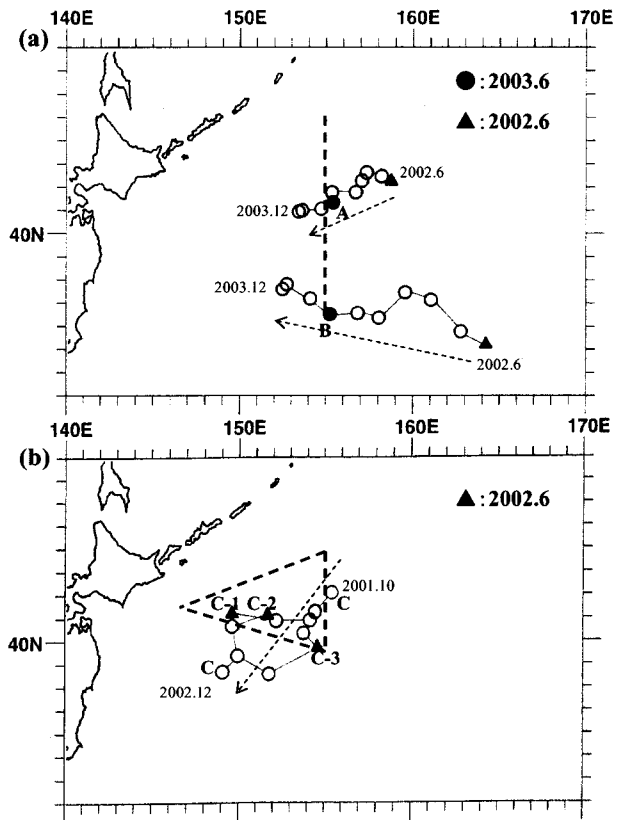 140E 150E 160E 170E
(a)
● : 2003.6
▲ : 2002.6
2002.6
2003.12
A
40N
2003.12
B
2002.6
140E 150E 160E 170E
(b)
▲ : 2002.6
2001.10
C-1 C-2 C
40N
C-3
C
2002.12